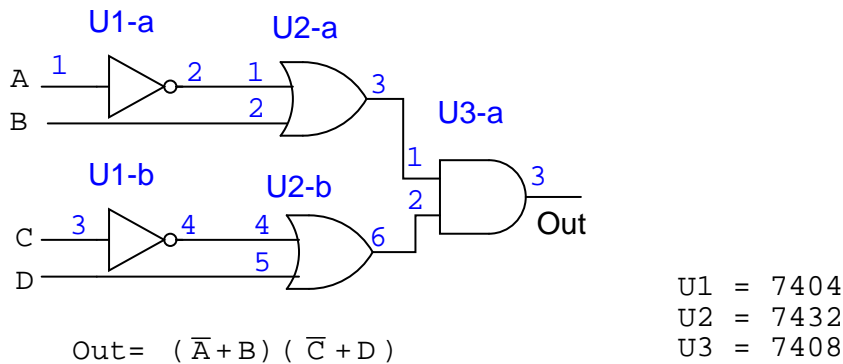 U1-a
U2-a
A 1 2 1 3
B 2
U3-a
1 3
2
Out
U1-b
U2-b
C 3 4 4 6
D 5
U1 = 7404
U2 = 7432
U3 = 7408
Out= (A̅+B)(C̅+D)